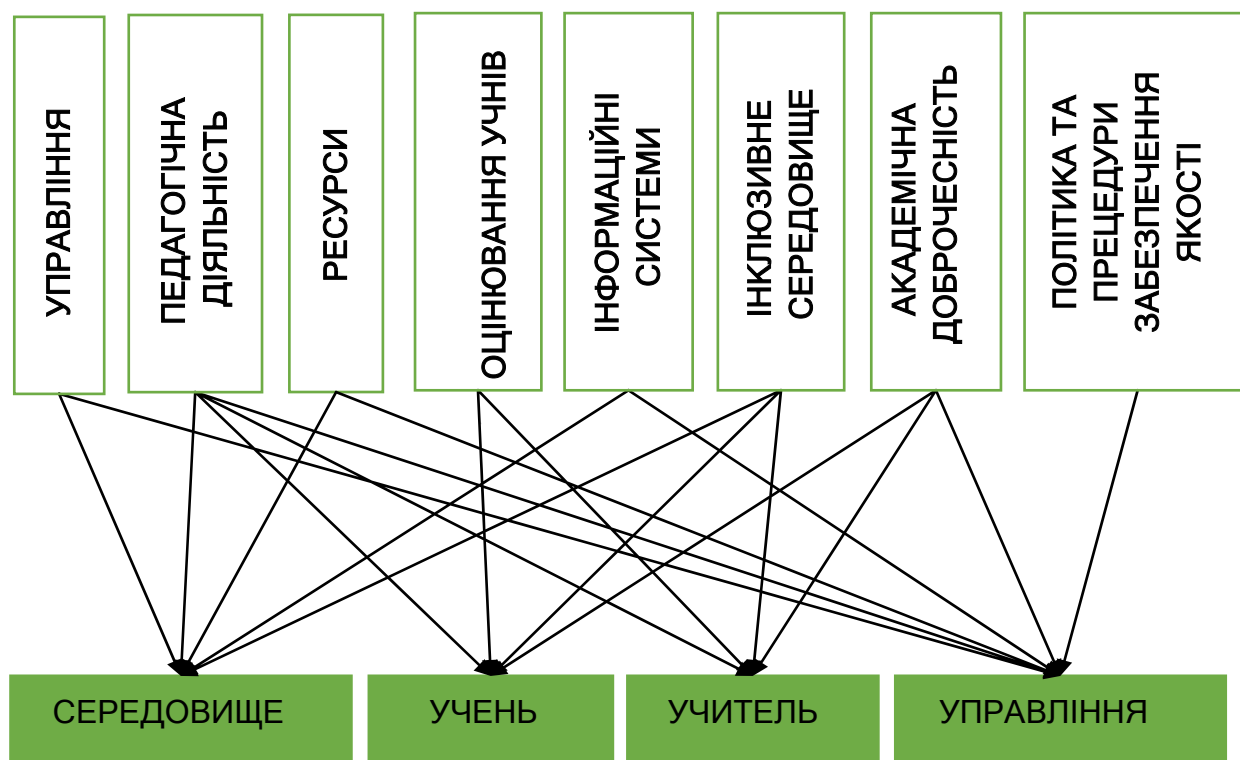 УПРАВЛІННЯ
ПЕДАГОГІЧНА
ДІЯЛЬНІСТЬ
РЕСУРСИ
ОЦІНЮВАННЯ УЧНІВ
ІНФОРМАЦІЙНІ
СИСТЕМИ
ІНКЛЮЗИВНЕ
СЕРЕДОВИЩЕ
АКАДЕМІЧНА
ДОБРОЧЕСНІСТЬ
ПОЛІТИКА ТА
ПРЕЦЕДУРИ
ЗАБЕЗПЕЧЕННЯ
ЯКОСТІ
СЕРЕДОВИЩЕ
УЧЕНЬ
УЧИТЕЛЬ
УПРАВЛІННЯ